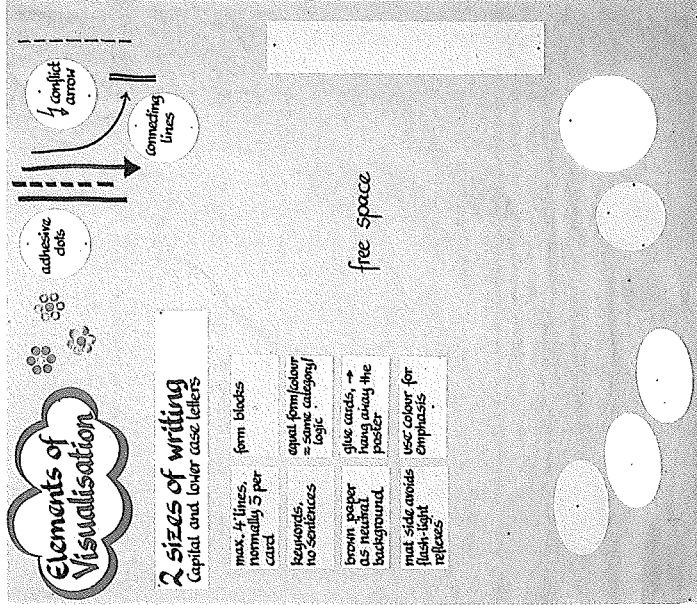 Elements of
Visualisation
adhesive
dots
connecting
lines
conflict
arrow
2 sizes of writing
Capital and lower case letters
max. 4 lines,
normally 5 per
card
form blocks
keywords,
no sentences
equal form/colour
= same category/
logic
brown paper
as neutral
background
glue cards, →
hang away the
poster
mat side avoids
flash-light
reflexes
use colour for
emphasis
free space